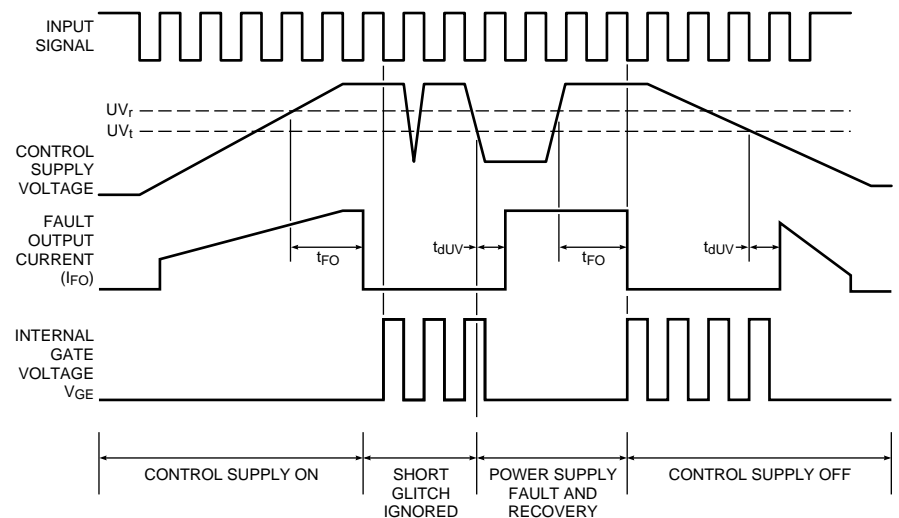 INPUT
SIGNAL
UVr
UVt
CONTROL
SUPPLY
VOLTAGE
FAULT
OUTPUT
CURRENT
(IFO)
tFO
tdUV
tFO
tdUV
INTERNAL
GATE
VOLTAGE
VGE
CONTROL SUPPLY ON
SHORT
GLITCH
IGNORED
POWER SUPPLY
FAULT AND
RECOVERY
CONTROL SUPPLY OFF